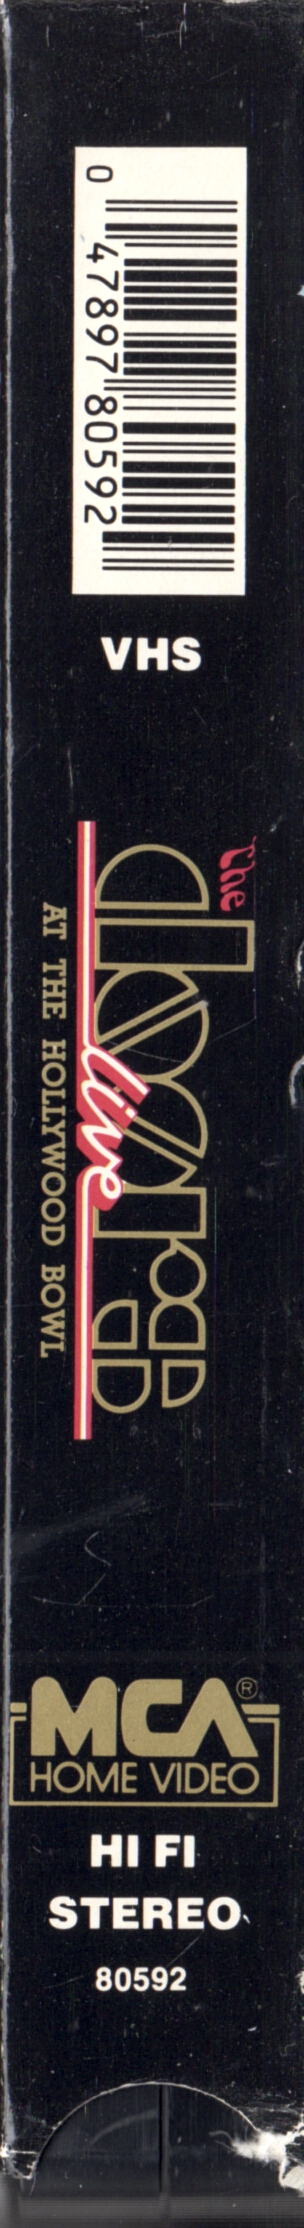 0 47897 80592
VHS
The
doors
live
AT THE HOLLYWOOD BOWL
MCA®
HOME VIDEO
HI FI
STEREO
80592